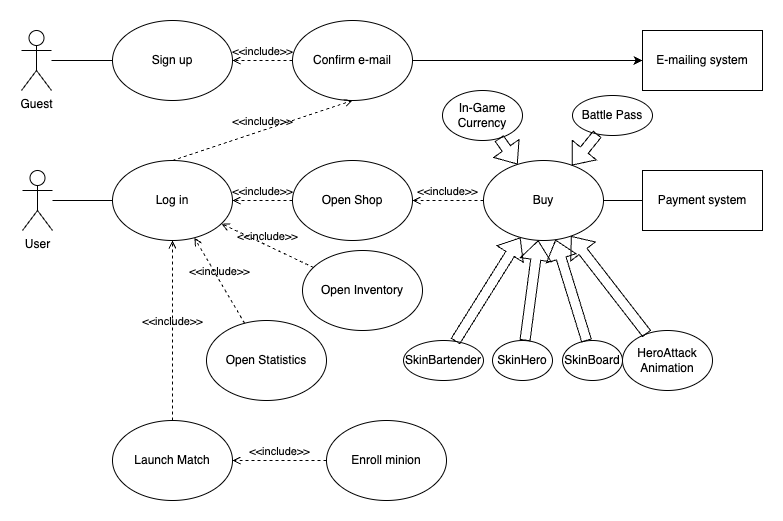 <<include>>
Sign up
Confirm e-mail
E-mailing system
Guest
In-Game
Currency
Battle Pass
<<include>>
Log in
<<include>>
Open Shop
<<include>>
Buy
Payment system
User
<<include>>
<<include>>
Open Inventory
<<include>>
Open Statistics
SkinBartender
SkinHero
SkinBoard
HeroAttack
Animation
Launch Match
<<include>>
Enroll minion